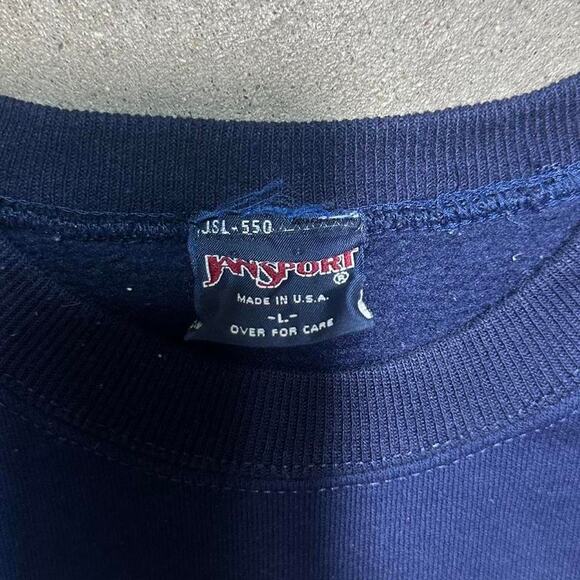 JSL-550
JANSPORT®
MADE IN U.S.A.
-L-
OVER FOR CARE